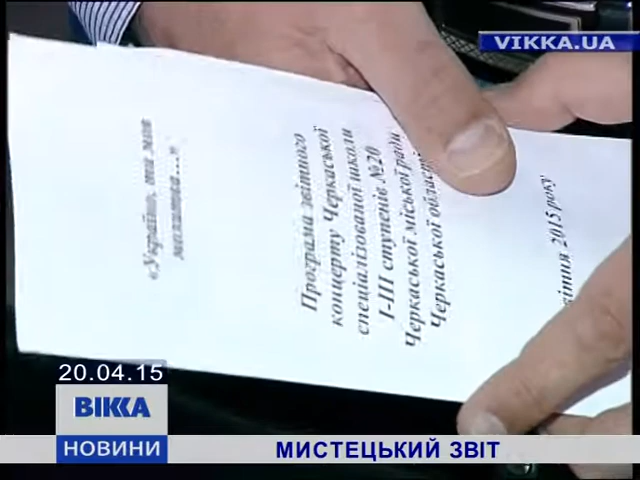 VIKKA.UA
«Україно, ти моя
молитва...»
Програма звітного
концерту Черкаської
спеціалізованої школи
І-ІІІ ступенів №20
Черкаської міської ради
Черкаської області
2015 року
20.04.15
ВІККА
НОВИНИ
МИСТЕЦЬКИЙ ЗВІТ